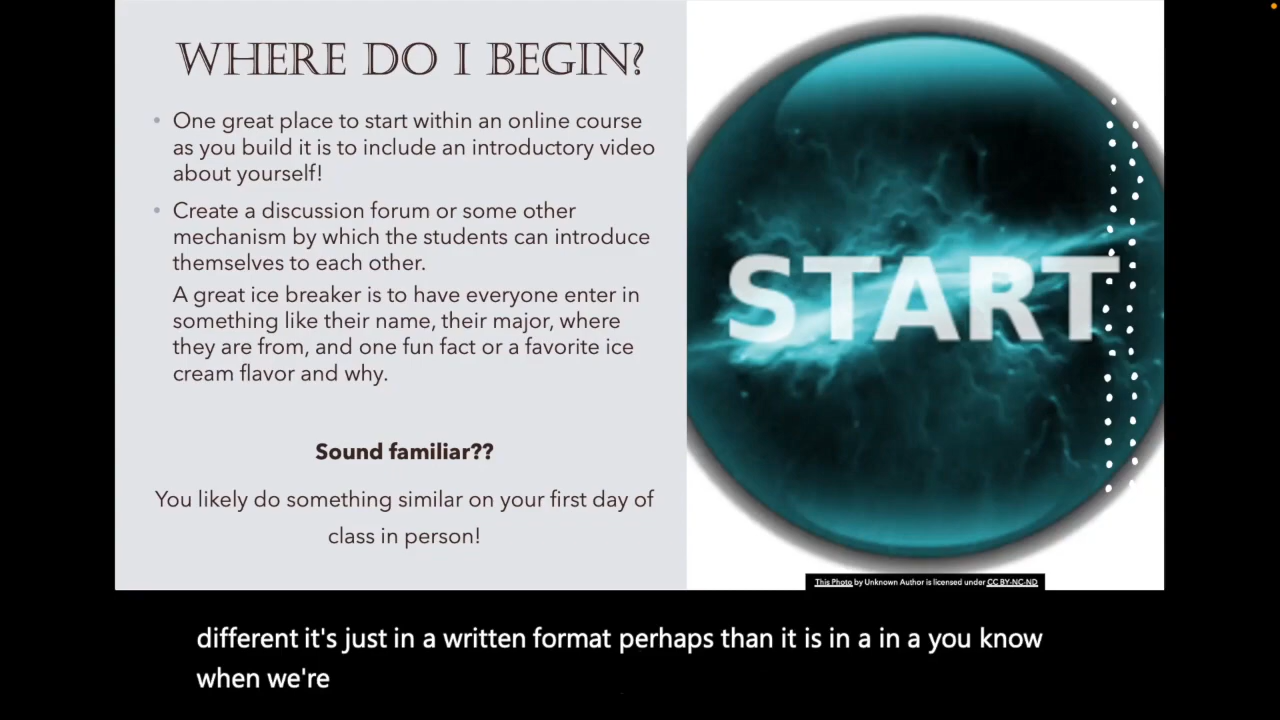 WHERE DO I BEGIN?
• One great place to start within an online course
as you build it is to include an introductory video
about yourself!
• Create a discussion forum or some other
mechanism by which the students can introduce
themselves to each other.
A great ice breaker is to have everyone enter in
something like their name, their major, where
they are from, and one fun fact or a favorite ice
cream flavor and why.
Sound familiar??
You likely do something similar on your first day of
class in person!
START
This Photo by Unknown Author is licensed under CC BY-NC-ND
different it's just in a written format perhaps than it is in a in a you know
when we're